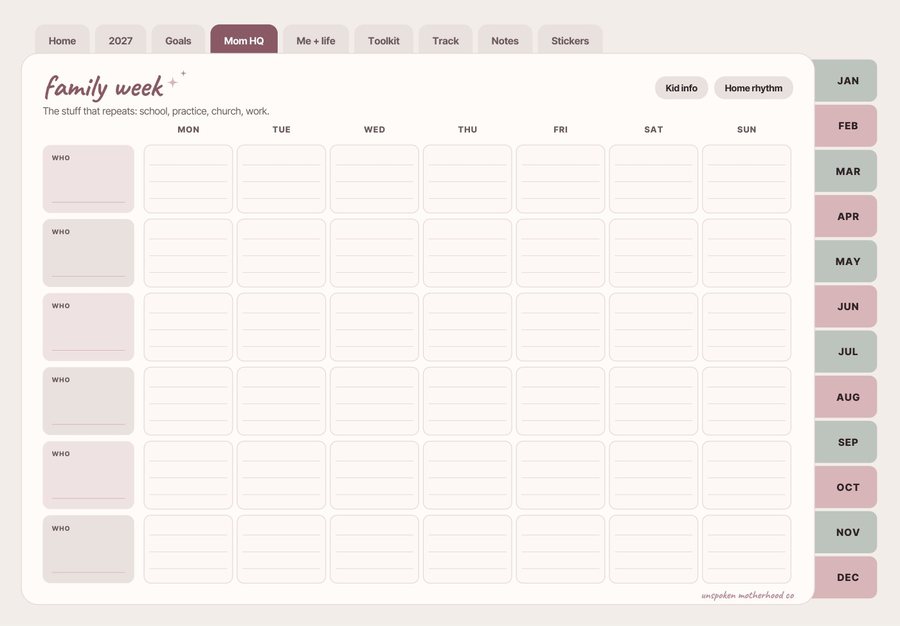 Home 2027 Goals Mom HQ Me + life Toolkit Track Notes Stickers
family week
Kid info Home rhythm
The stuff that repeats: school, practice, church, work.
MON TUE WED THU FRI SAT SUN
WHO
WHO
WHO
WHO
WHO
WHO
unspoken motherhood co
JAN
FEB
MAR
APR
MAY
JUN
JUL
AUG
SEP
OCT
NOV
DEC